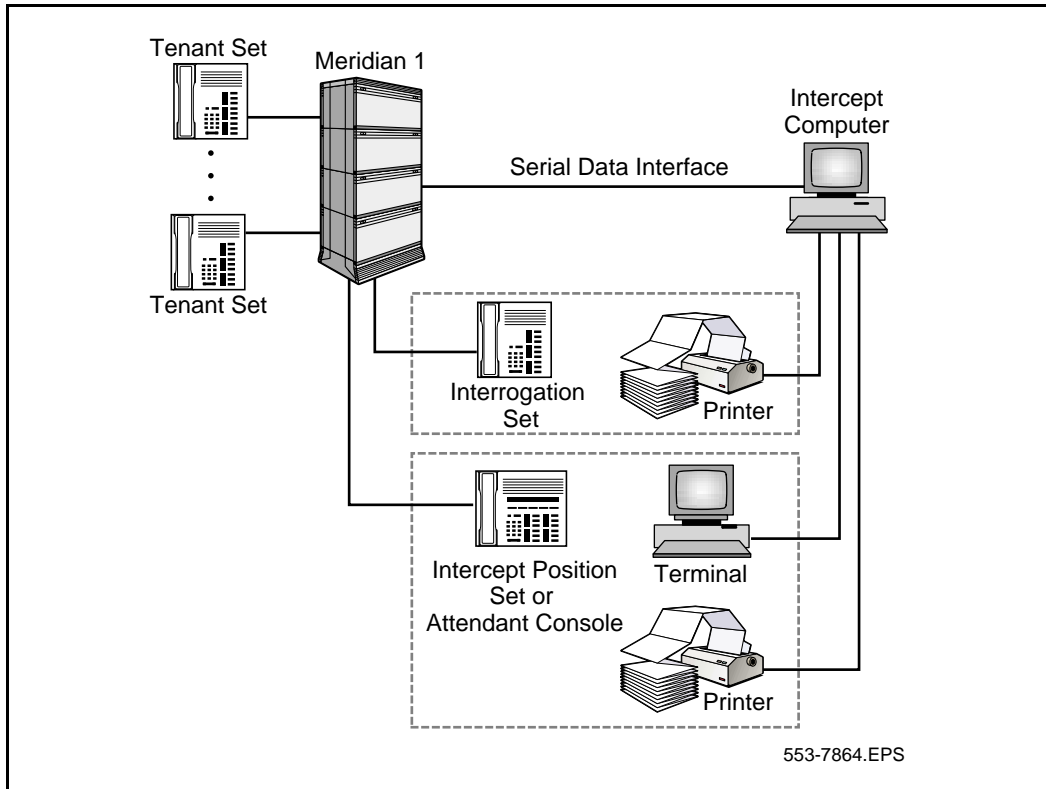 Tenant Set
Meridian 1
Intercept
Computer
Serial Data Interface
Tenant Set
Interrogation
Set
Printer
Intercept Position
Set or
Attendant Console
Terminal
Printer
553-7864.EPS